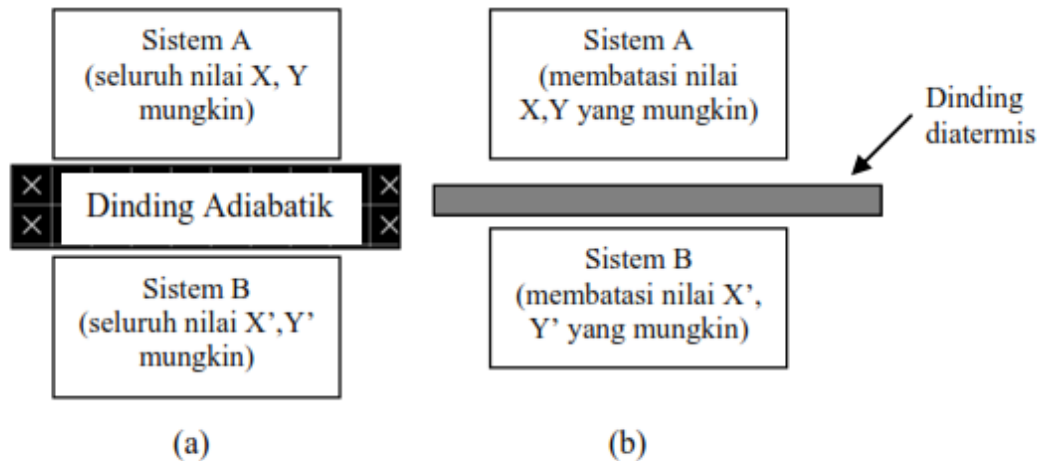 Sistem A
(seluruh nilai X, Y
mungkin)
Dinding Adiabatik
Sistem B
(seluruh nilai X’,Y’
mungkin)
(a)
Sistem A
(membatasi nilai
X,Y yang mungkin)
Dinding
diatermis
Sistem B
(membatasi nilai X’,
Y’ yang mungkin)
(b)